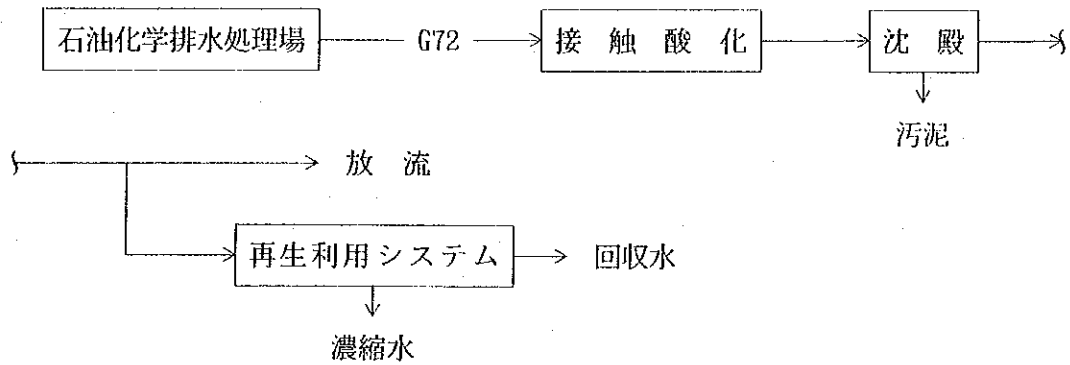 石油化学排水処理場 G72 接触酸化 沈殿
汚泥
放流
再生利用システム 回収水
濃縮水